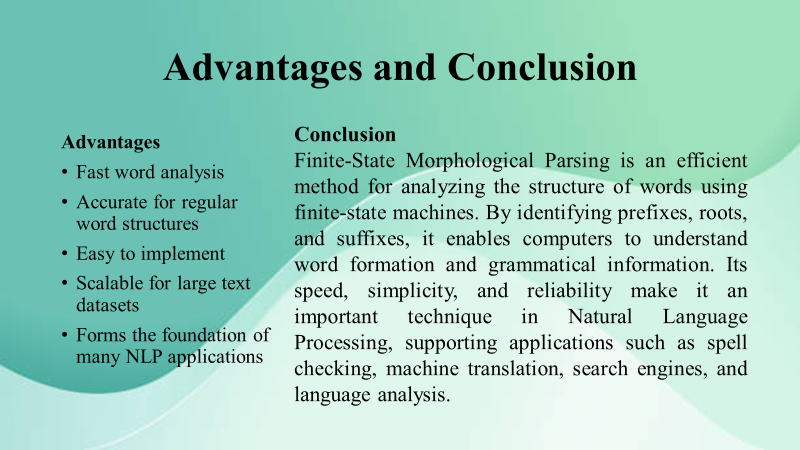 Advantages and Conclusion
Advantages
• Fast word analysis
• Accurate for regular
word structures
• Easy to implement
• Scalable for large text
datasets
• Forms the foundation of
many NLP applications
Conclusion
Finite-State Morphological Parsing is an efficient
method for analyzing the structure of words using
finite-state machines. By identifying prefixes, roots,
and suffixes, it enables computers to understand
word formation and grammatical information. Its
speed, simplicity, and reliability make it an
important technique in Natural Language
Processing, supporting applications such as spell
checking, machine translation, search engines, and
language analysis.